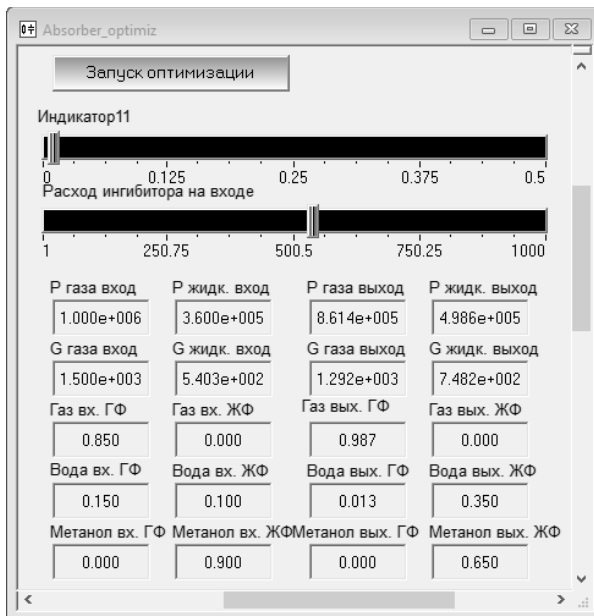 Absorber_optimiz
Запуск оптимизации
Индикатор11
0 0.125 0.25 0.375 0.5
Расход ингибитора на входе
1 250.75 500.5 750.25 1000
P газа вход P жидк. вход P газа выход P жидк. выход
1.000e+006 3.600e+005 8.614e+005 4.986e+005
G газа вход G жидк. вход G газа выход G жидк. выход
1.500e+003 5.403e+002 1.292e+003 7.482e+002
Газ вх. ГФ Газ вх. ЖФ Газ вых. ГФ Газ вых. ЖФ
0.850 0.000 0.987 0.000
Вода вх. ГФ Вода вх. ЖФ Вода вых. ГФ Вода вых. ЖФ
0.150 0.100 0.013 0.350
Метанол вх. ГФ Метанол вх. ЖФ Метанол вых. ГФ Метанол вых. ЖФ
0.000 0.900 0.000 0.650